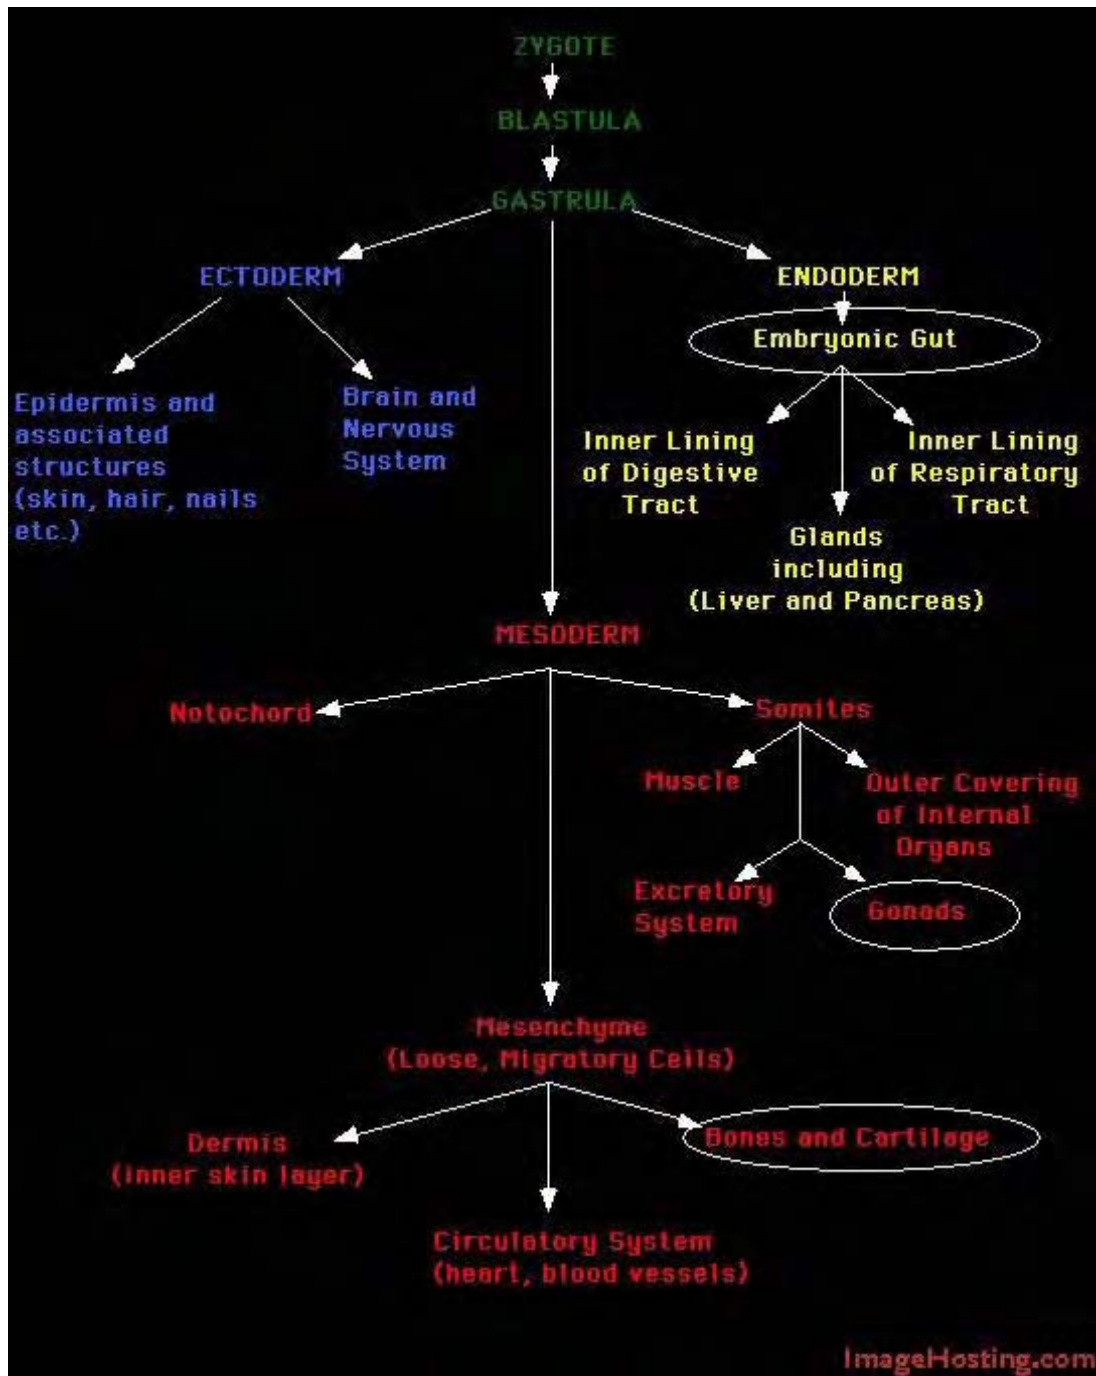 ZYGOTE
BLASTULA
GASTRULA
ECTODERM
Epidermis and
associated
structures
(skin, hair, nails
etc.)
Brain and
Nervous
System
ENDODERM
Embryonic Gut
Inner Lining
of Digestive
Tract
Glands
including
(Liver and Pancreas)
Inner Lining
of Respiratory
Tract
MESODERM
Notochord
Somites
Muscle
Outer Covering
of Internal
Organs
Excretory
System
Gonads
Mesenchyme
(Loose, Migratory Cells)
Dermis
(inner skin layer)
Circulatory System
(heart, blood vessels)
Bones and Cartilage
ImageHosting.com